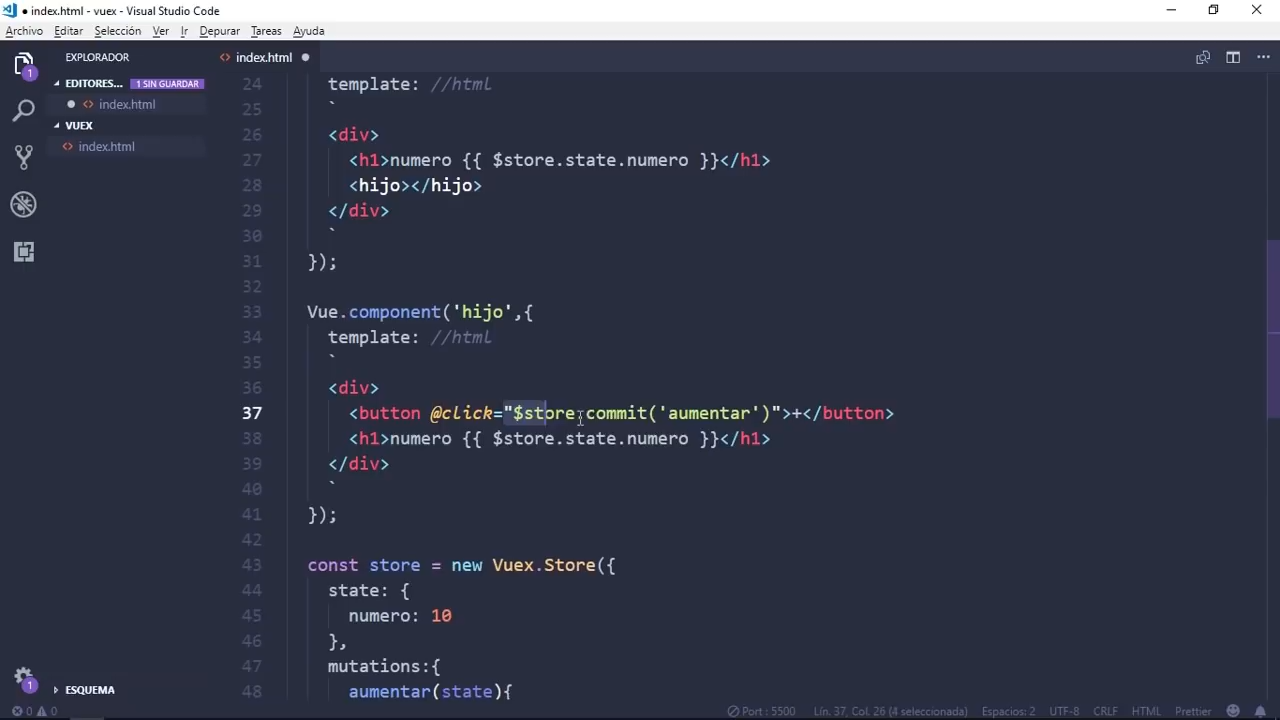 ● index.html - vuex - Visual Studio Code
Archivo Editar Selección Ver Ir Depurar Tareas Ayuda
EXPLORADOR
EDITORES... 1 SIN GUARDAR
● <> index.html
VUEX
<> index.html
ESQUEMA
1
1
<> index.html ●
24 template: //html
25 `
26 <div>
27 <h1>numero {{ $store.state.numero }}</h1>
28 <hijo></hijo>
29 </div>
30 `
31 });
32
33 Vue.component('hijo',{
34 template: //html
35 `
36 <div>
37 <button @click="$store.commit('aumentar')">+</button>
38 <h1>numero {{ $store.state.numero }}</h1>
39 </div>
40 `
41 });
42
43 const store = new Vuex.Store({
44 state: {
45 numero: 10
46 },
47 mutations:{
48 aumentar(state){
0 0 Port : 5500 Lín. 37, Col. 26 (4 seleccionada) Espacios: 2 UTF-8 CRLF HTML Prettier